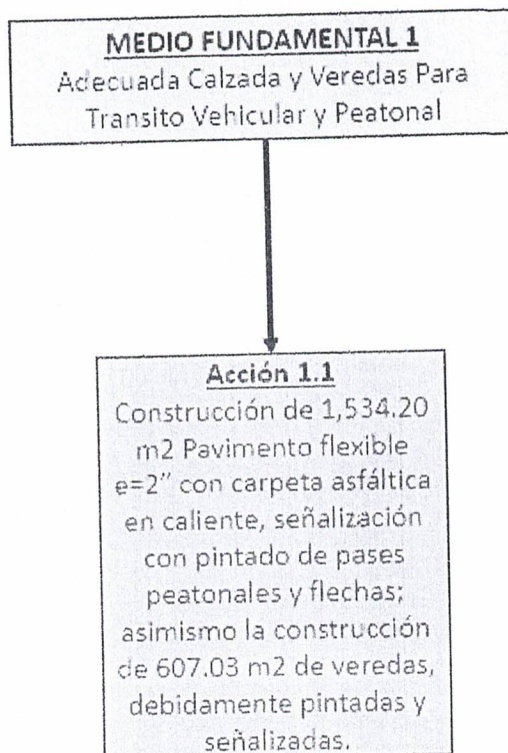 MEDIO FUNDAMENTAL 1
Adecuada Calzada y Veredas Para
Transito Vehicular y Peatonal
Acción 1.1
Construcción de 1,534.20
m2 Pavimento flexible
e=2” con carpeta asfáltica
en caliente, señalización
con pintado de pases
peatonales y flechas;
asimismo la construcción
de 607.03 m2 de veredas,
debidamente pintadas y
señalizadas.